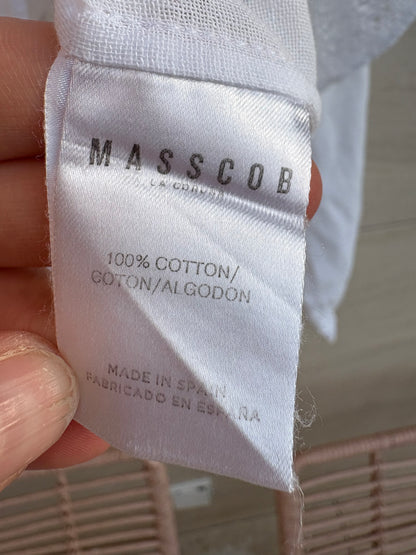 MASSCOB
LA CORUÑA
100% COTTON/
COTON/ALGODON
MADE IN SPAIN
FABRICADO EN ESPAÑA